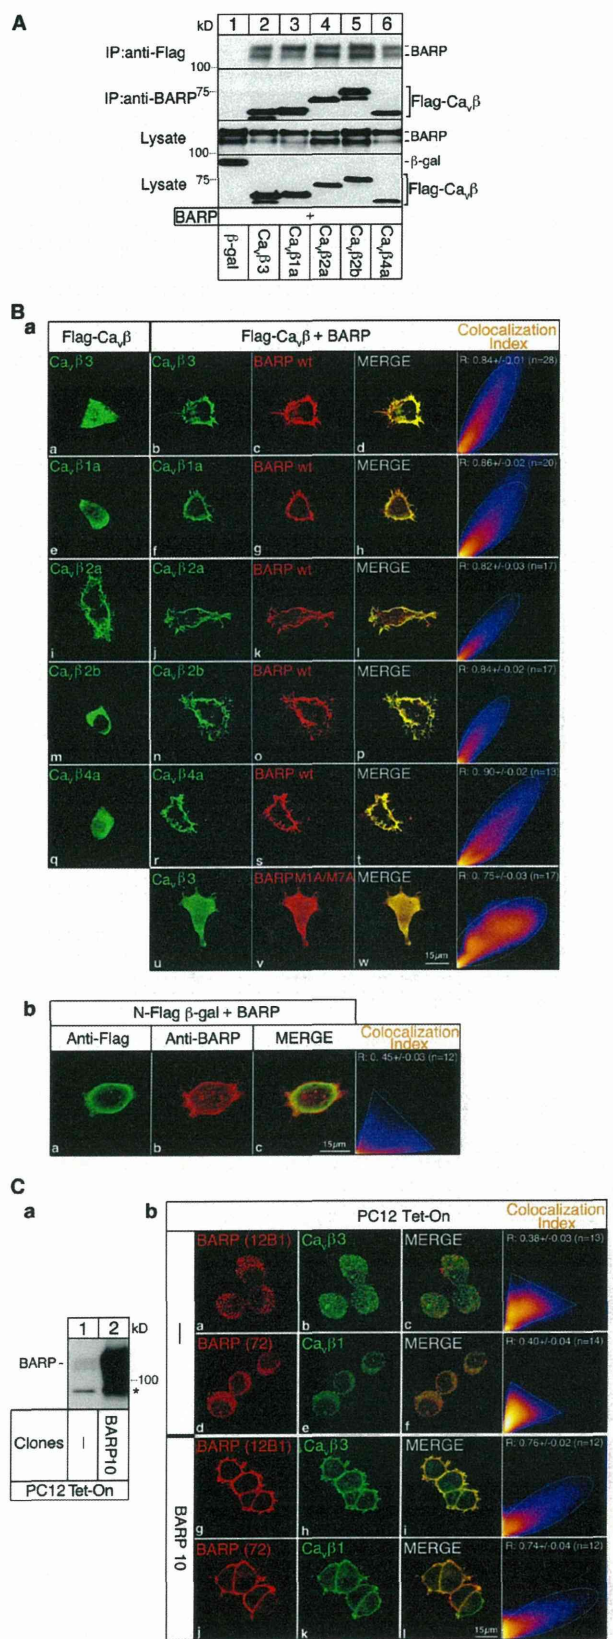 A
kD 1 2 3 4 5 6
IP:anti-Flag BARP
100
75
IP:anti-BARP Flag-Caᵥβ
Lysate BARP
100
β-gal
75
Lysate Flag-Caᵥβ
BARP +
β-gal Caᵥβ3 Caᵥβ1a Caᵥβ2a Caᵥβ2b Caᵥβ4a
B
a
Flag-Caᵥβ Flag-Caᵥβ + BARP Colocalization
Index
Caᵥβ3 Caᵥβ3 BARP wt MERGE R: 0.84+/-0.01 (n=28)
a b c d
Caᵥβ1a Caᵥβ1a BARP wt MERGE R: 0.86+/-0.02 (n=20)
e f g h
Caᵥβ2a Caᵥβ2a BARP wt MERGE R: 0.82+/-0.03 (n=17)
i j k l
Caᵥβ2b Caᵥβ2b BARP wt MERGE R: 0.84+/-0.02 (n=17)
m n o p
Caᵥβ4a Caᵥβ4a BARP wt MERGE R: 0.90+/-0.02 (n=13)
q r s t
Caᵥβ3 BARPM1A/M7A MERGE R: 0.75+/-0.03 (n=17)
u v w 15µm
b
N-Flag β-gal + BARP
Anti-Flag Anti-BARP MERGE Colocalization
Index
R: 0.45+/-0.03 (n=12)
a b c 15µm
C
a
1 2 kD
BARP-
-100
*
Clones – BARP10
PC12 Tet-On
b
PC12 Tet-On Colocalization
Index
–
BARP (12B1) Caᵥβ3 MERGE R: 0.38+/-0.03 (n=13)
a b c
BARP (72) Caᵥβ1 MERGE R: 0.40+/-0.04 (n=14)
d e f
BARP 10
BARP (12B1) Caᵥβ3 MERGE R: 0.76+/-0.02 (n=12)
g h i
BARP (72) Caᵥβ1 MERGE R: 0.74+/-0.04 (n=12)
j k l 15µm